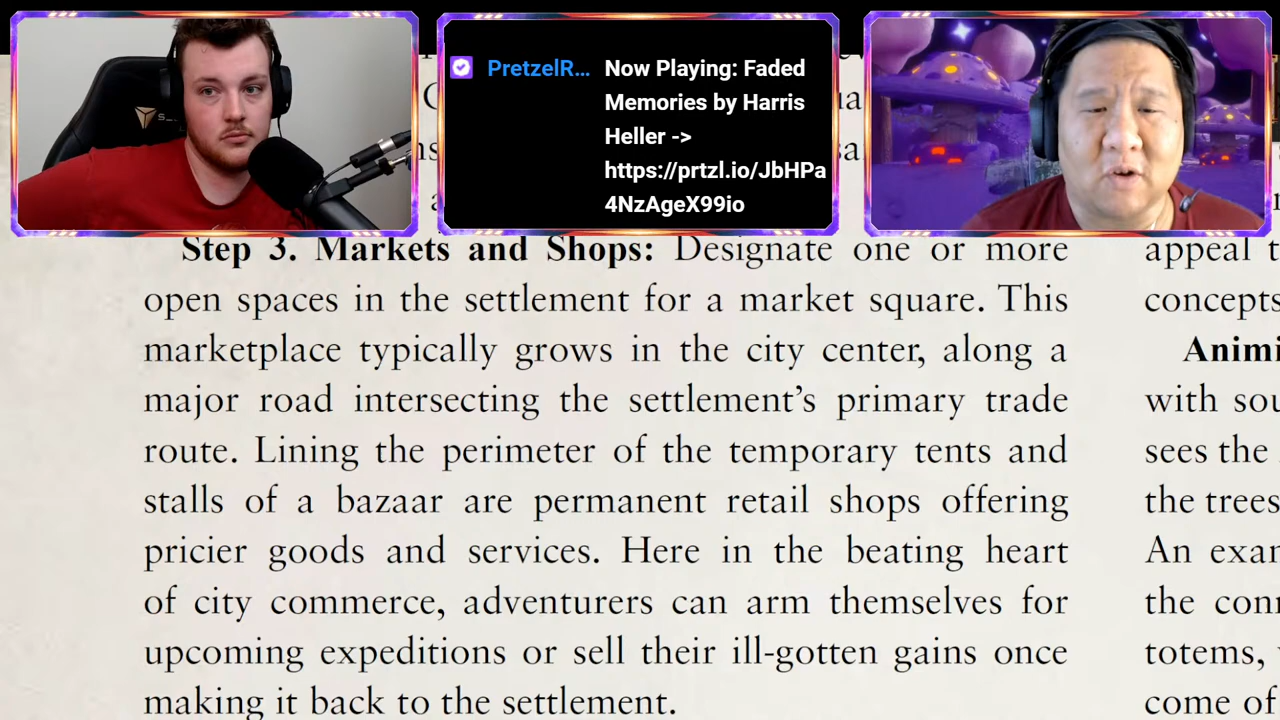 PretzelR... Now Playing: Faded
Memories by Harris
Heller ->
https://prtzl.io/JbHPa
4NzAgeX99io
Step 3. Markets and Shops: Designate one or more
open spaces in the settlement for a market square. This
marketplace typically grows in the city center, along a
major road intersecting the settlement’s primary trade
route. Lining the perimeter of the temporary tents and
stalls of a bazaar are permanent retail shops offering
pricier goods and services. Here in the beating heart
of city commerce, adventurers can arm themselves for
upcoming expeditions or sell their ill-gotten gains once
making it back to the settlement.
appeal
concepts
Animi
with
sees the
the trees
An
the
totems,
come of